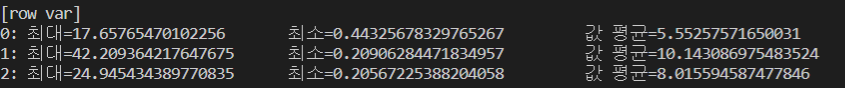 [row var]
0: 최대=17.65765470102256 최소=0.44325678329765267 값 평균=5.55257571650031
1: 최대=42.209364217647675 최소=0.20906284471834957 값 평균=10.143086975483524
2: 최대=24.945434389770835 최소=0.20567225388204058 값 평균=8.015594587477846